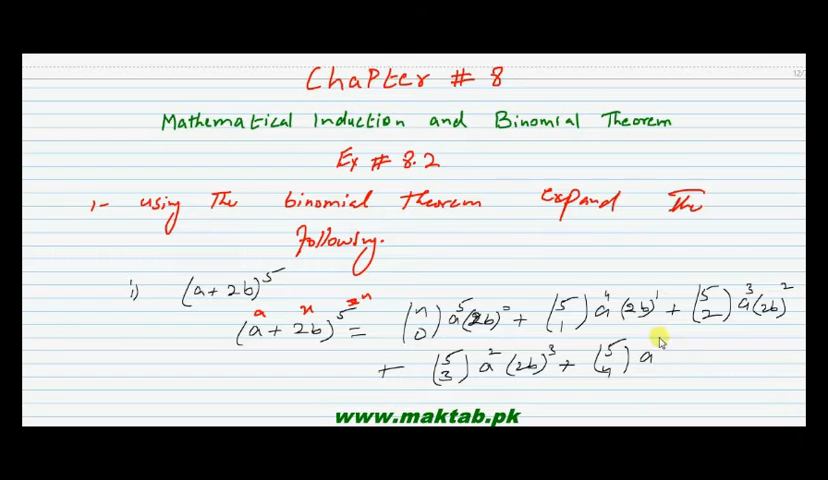 Chapter # 8
Mathematical Induction and Binomial Theorem
Ex # 8.2
1- using The binomial theorem expand The
following.
i) (a + 2b)^5
a x n
(a + 2b)^5 = (n 0) a^5 (2b)^0 + (5 1) a^4 (2b)^1 + (5 2) a^3 (2b)^2
+ (5 3) a^2 (2b)^3 + (5 4) a
www.maktab.pk